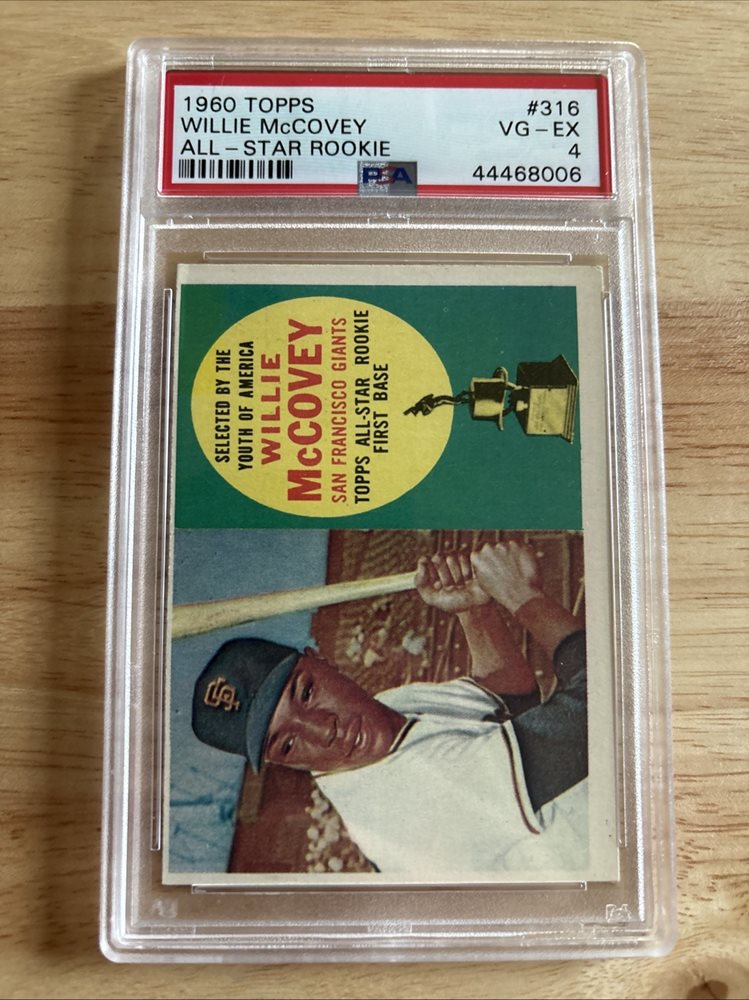 1960 TOPPS #316
WILLIE McCOVEY VG - EX
ALL - STAR ROOKIE 4
PSA 44468006
SELECTED BY THE
YOUTH OF AMERICA
WILLIE
McCOVEY
SAN FRANCISCO GIANTS
TOPPS ALL-STAR ROOKIE
FIRST BASE
SF